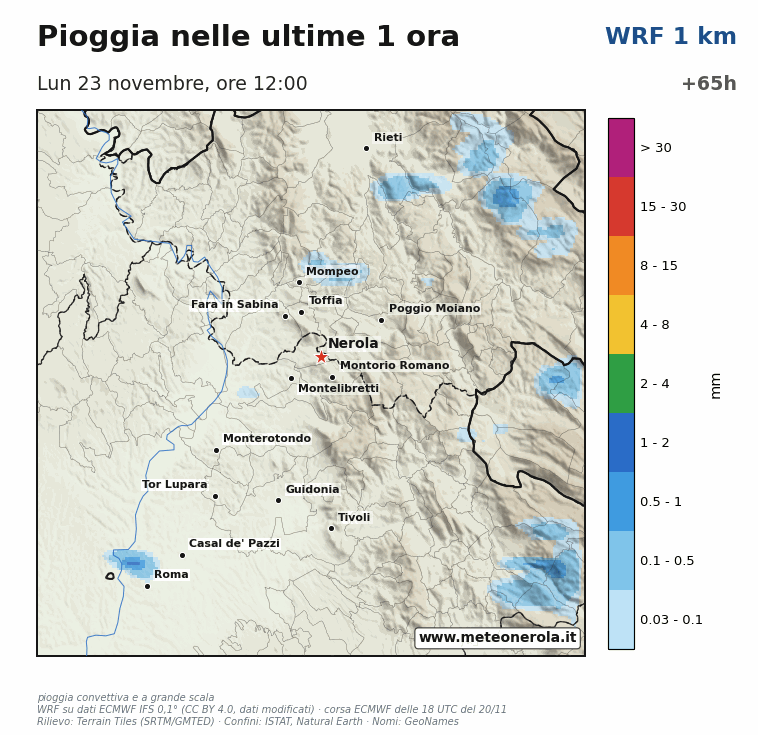 Pioggia nelle ultime 1 ora
WRF 1 km
Lun 23 novembre, ore 12:00
+65h
Rieti
Mompeo
Fara in Sabina
Toffia
Poggio Moiano
Nerola
Montorio Romano
Montelibretti
Monterotondo
Tor Lupara
Guidonia
Tivoli
Casal de' Pazzi
Roma
www.meteonerola.it
> 30
15 - 30
8 - 15
4 - 8
2 - 4
1 - 2
0.5 - 1
0.1 - 0.5
0.03 - 0.1
mm
pioggia convettiva e a grande scala
WRF su dati ECMWF IFS 0,1° (CC BY 4.0, dati modificati) · corsa ECMWF delle 18 UTC del 20/11
Rilievo: Terrain Tiles (SRTM/GMTED) · Confini: ISTAT, Natural Earth · Nomi: GeoNames